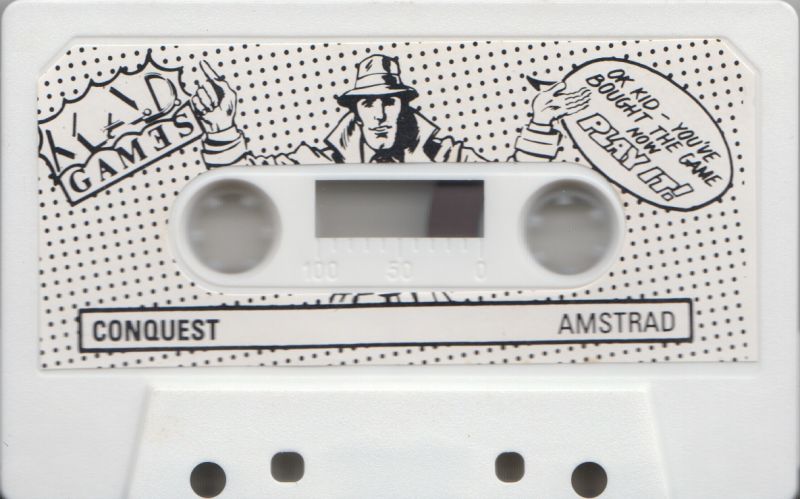 M.A.D.
GAMES
OK KID - YOU'VE
BOUGHT THE GAME
NOW
PLAY IT!
100 50 0
CONQUEST
AMSTRAD